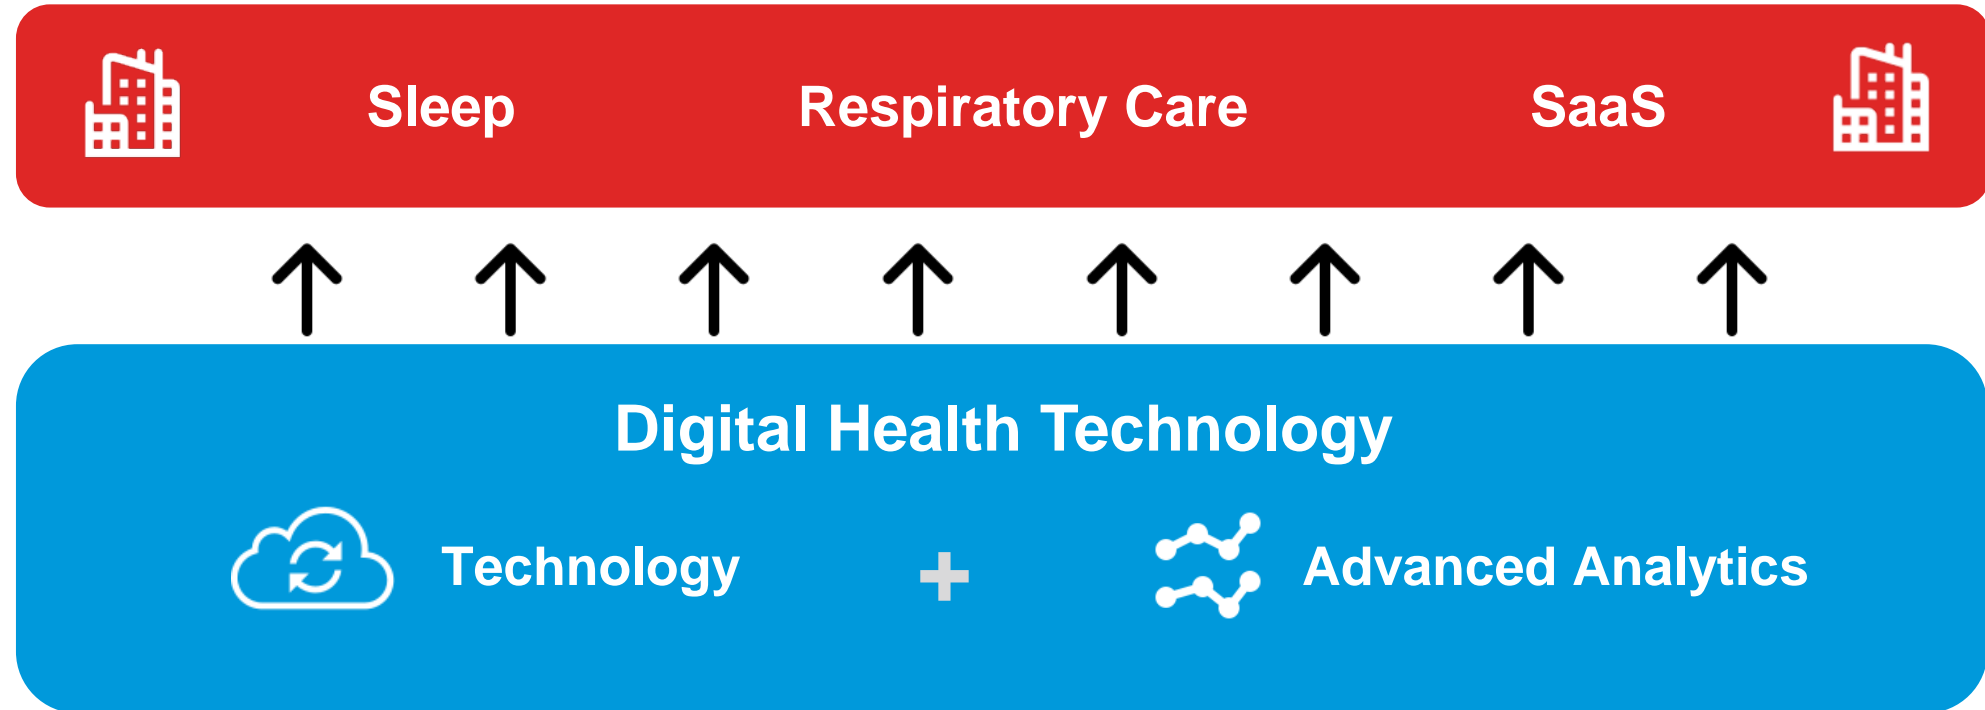 Sleep Respiratory Care SaaS
Digital Health Technology
Technology + Advanced Analytics